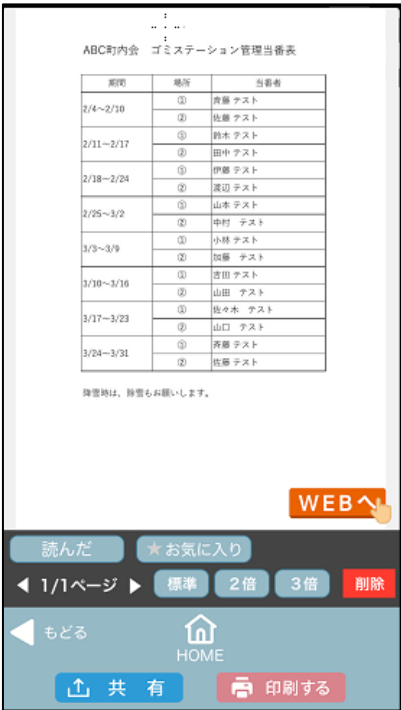 ABC町内会　ゴミステーション管理当番表
期間 場所 当番者
2/4～2/10 ① 齊藤 テスト
② 佐藤 テスト
2/11～2/17 ① 鈴木 テスト
② 田中 テスト
2/18～2/24 ① 伊藤 テスト
② 渡辺 テスト
2/25～3/2 ① 山本 テスト
② 中村　テスト
3/3～3/9 ① 小林 テスト
② 加藤　テスト
3/10～3/16 ① 吉田 テスト
② 山田　テスト
3/17～3/23 ① 佐々木　テスト
② 山口　テスト
3/24～3/31 ① 斉藤 テスト
② 佐藤 テスト
降雪時は、除雪もお願いします。
WEBへ
読んだ ★お気に入り
◀ 1/1ページ ▶ 標準 2倍 3倍 削除
もどる
HOME
共有 印刷する